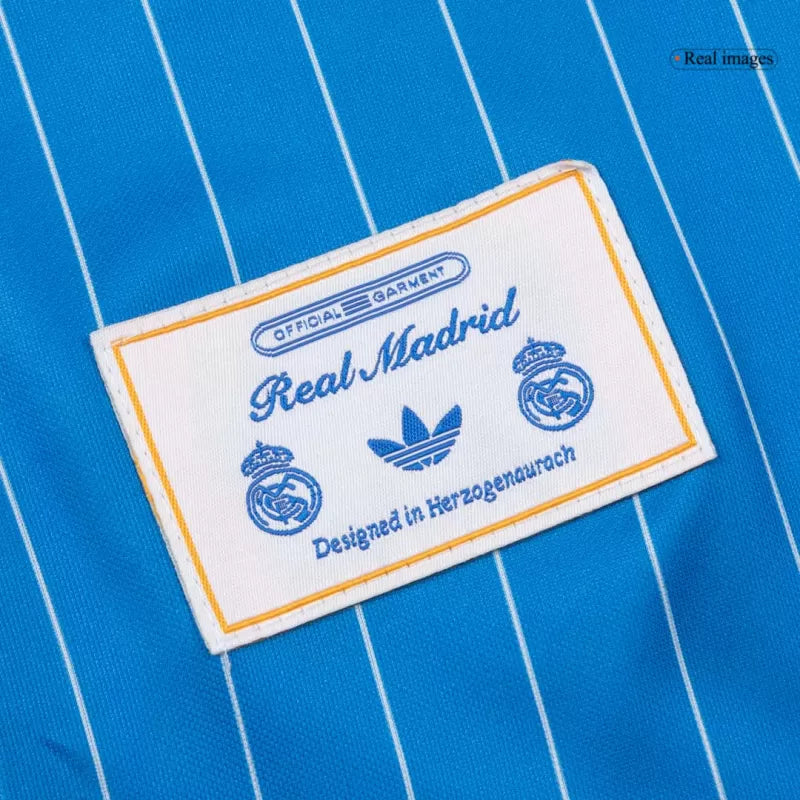 Real images
OFFICIAL GARMENT
Real Madrid
Designed in Herzogenaurach